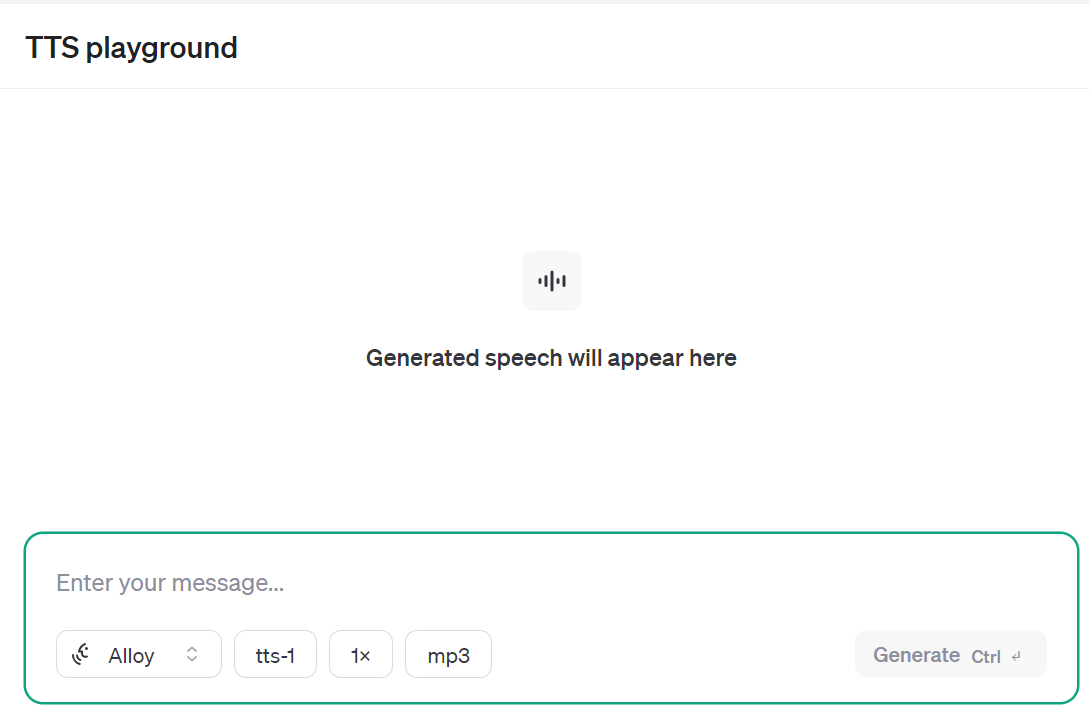 TTS playground
Generated speech will appear here
Enter your message...
Alloy tts-1 1× mp3 Generate Ctrl ↵